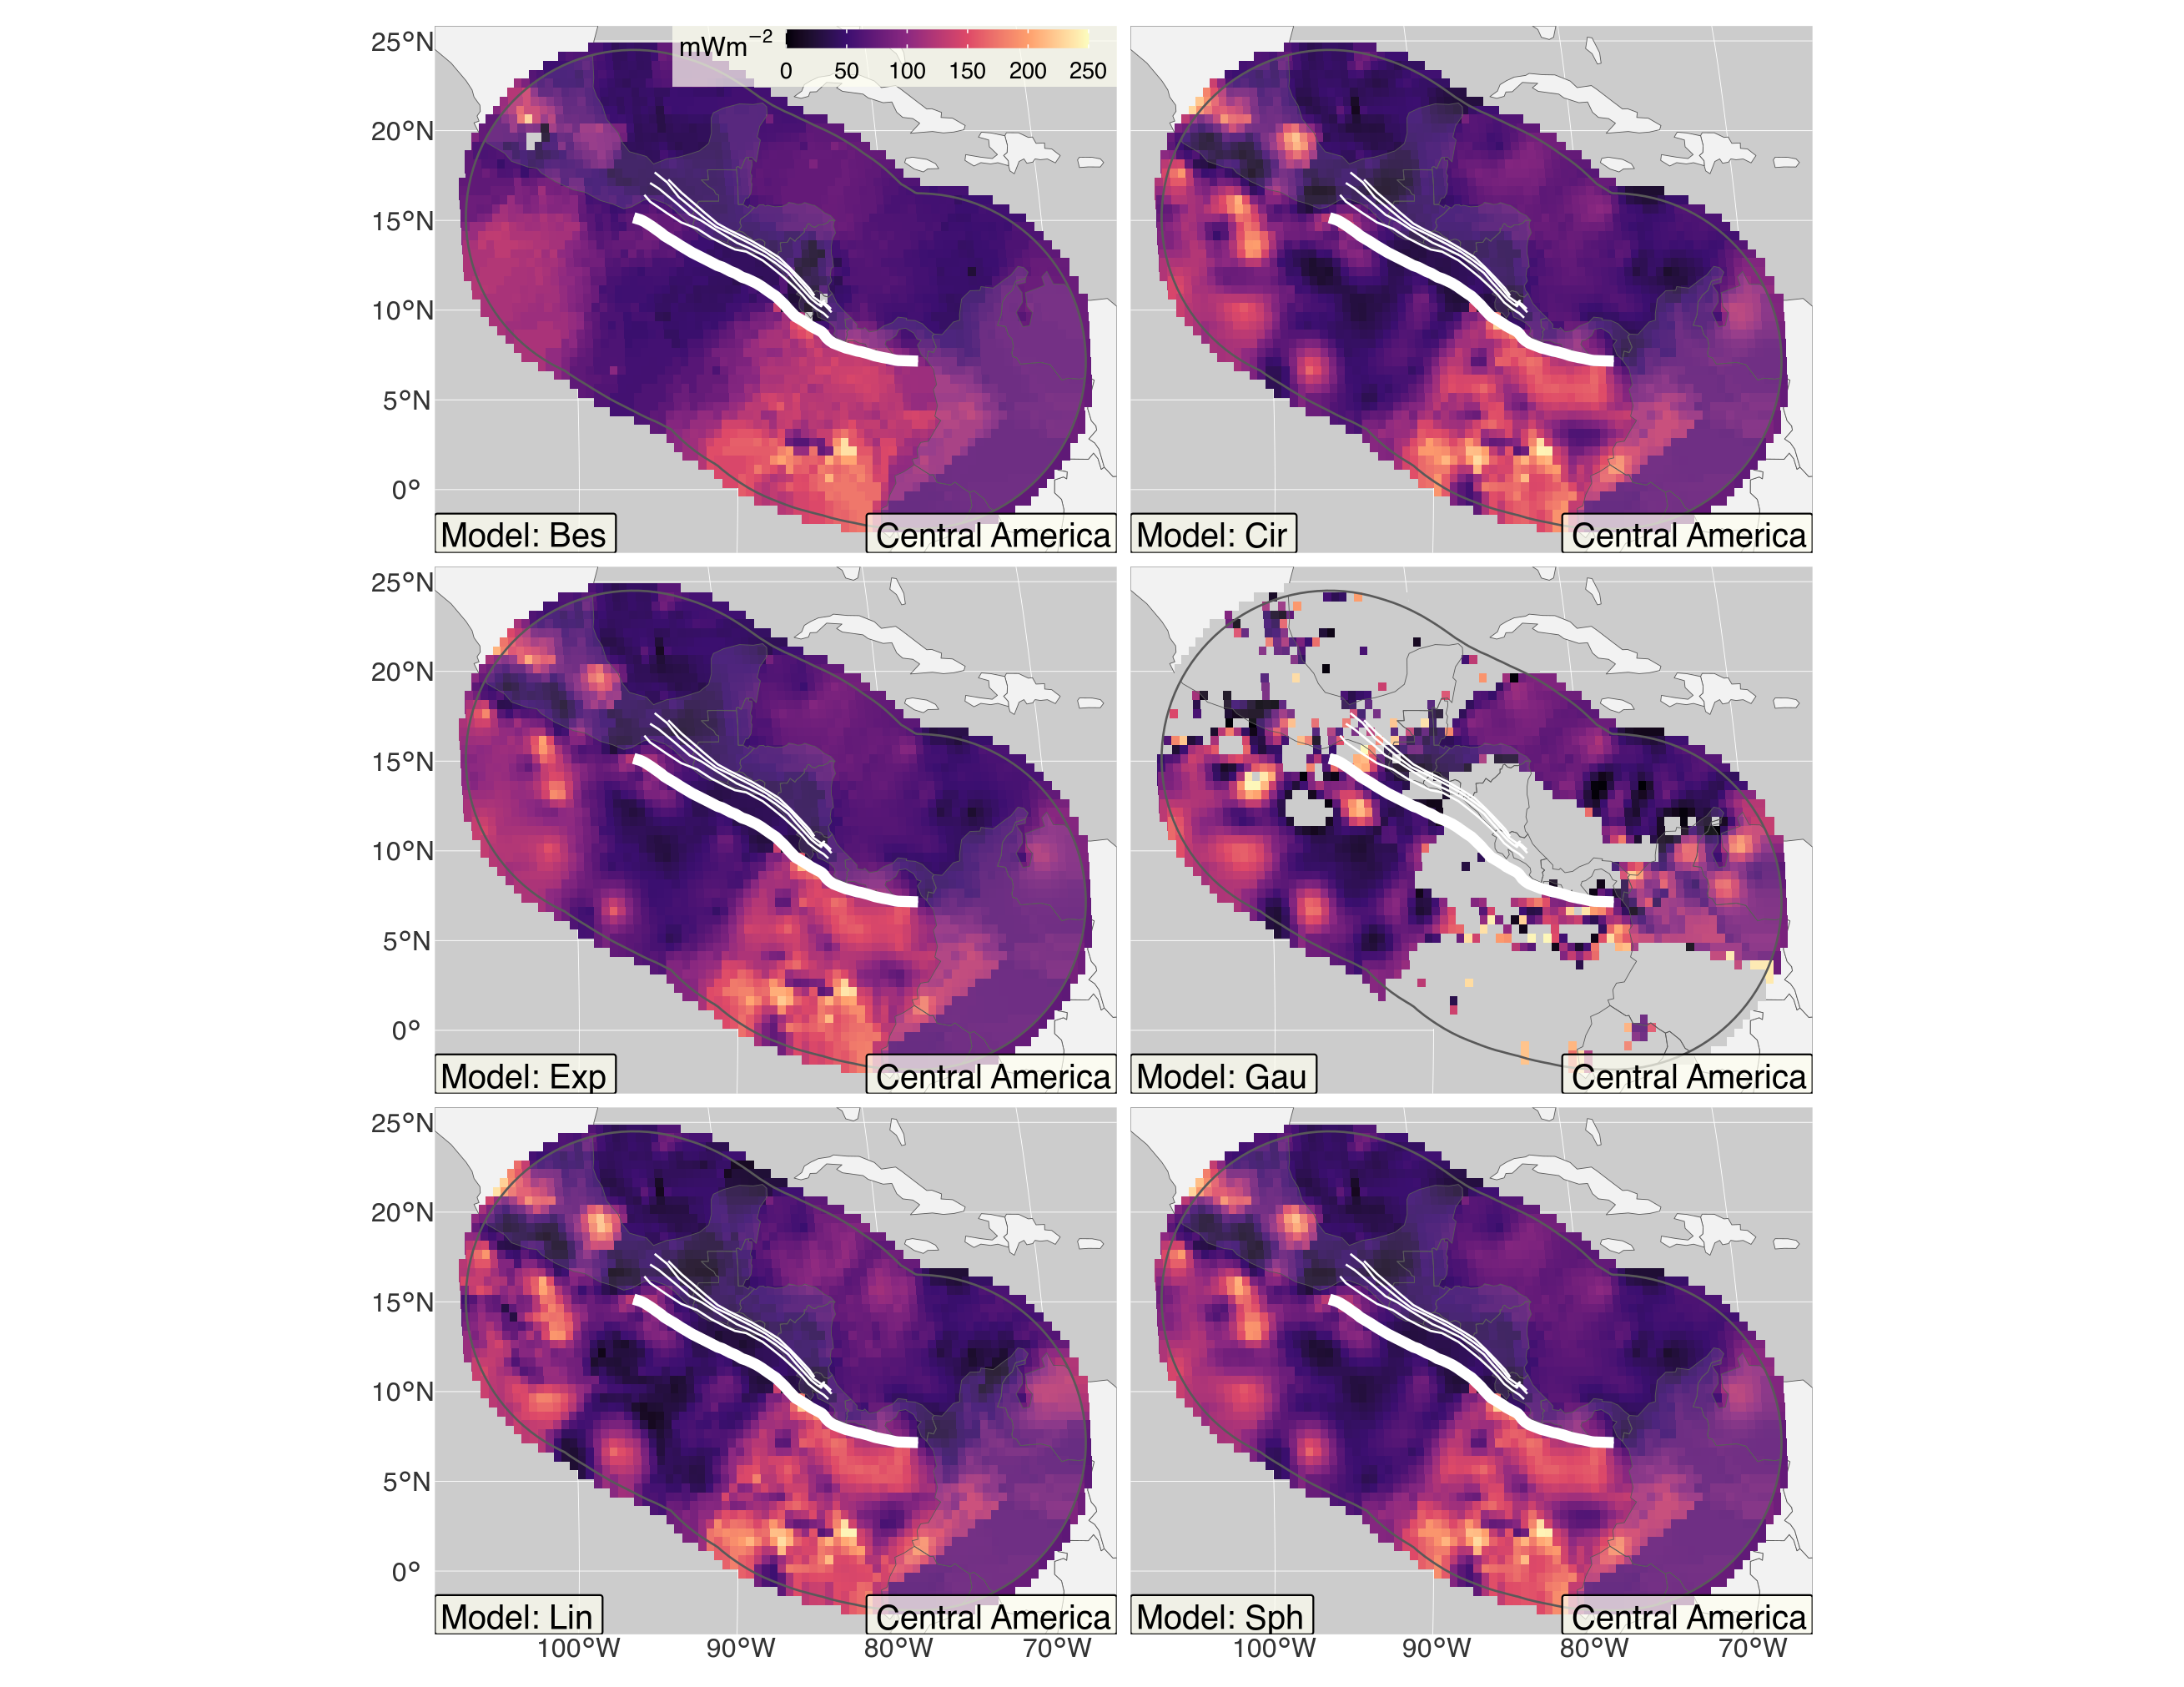 25°N
mWm−2
0 50 100 150 200 250
20°N
15°N
10°N
5°N
0°
Model: Bes
Central America
Model: Cir
Central America
25°N
20°N
15°N
10°N
5°N
0°
Model: Exp
Central America
Model: Gau
Central America
25°N
20°N
15°N
10°N
5°N
0°
Model: Lin
Central America
Model: Sph
Central America
100°W 90°W 80°W 70°W
100°W 90°W 80°W 70°W